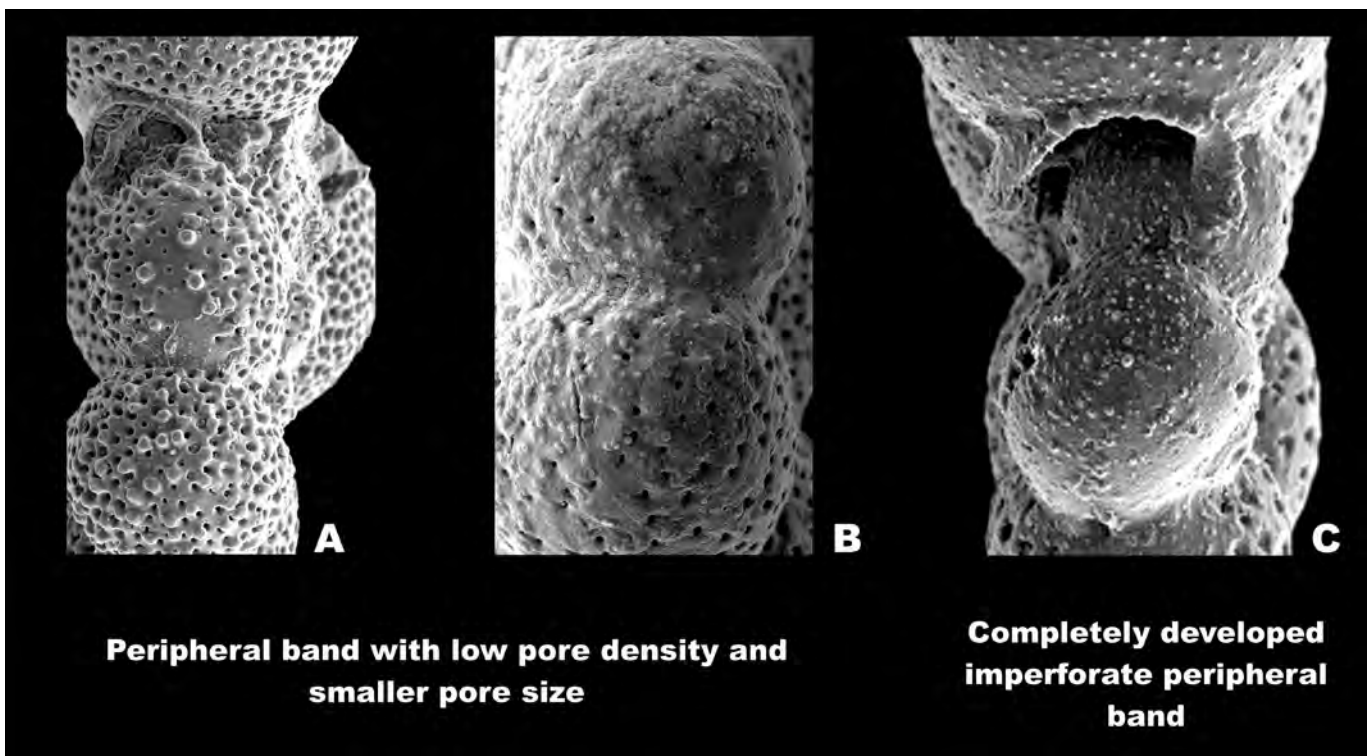 A
B
C
Peripheral band with low pore density and
smaller pore size
Completely developed
imperforate peripheral
band